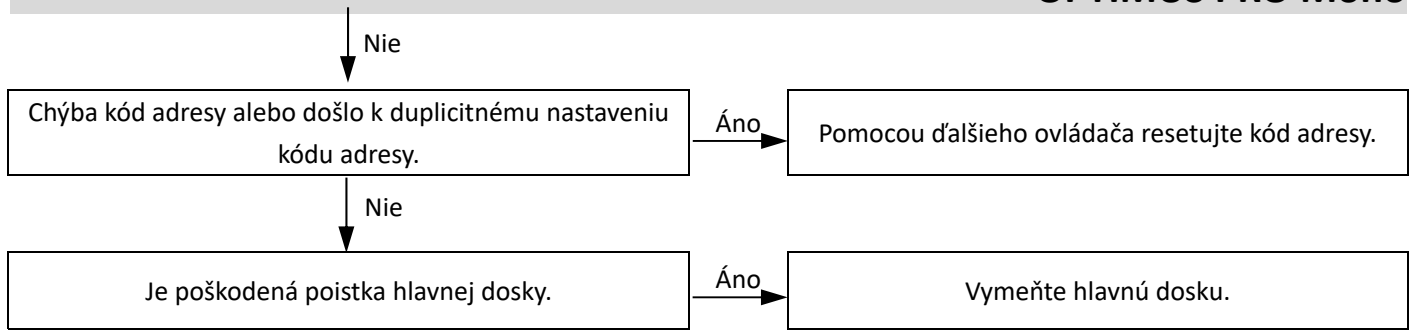 Nie
Chýba kód adresy alebo došlo k duplicitnému nastaveniu
kódu adresy.
Áno
Pomocou ďalšieho ovládača resetujte kód adresy.
Nie
Je poškodená poistka hlavnej dosky.
Áno
Vymeňte hlavnú dosku.